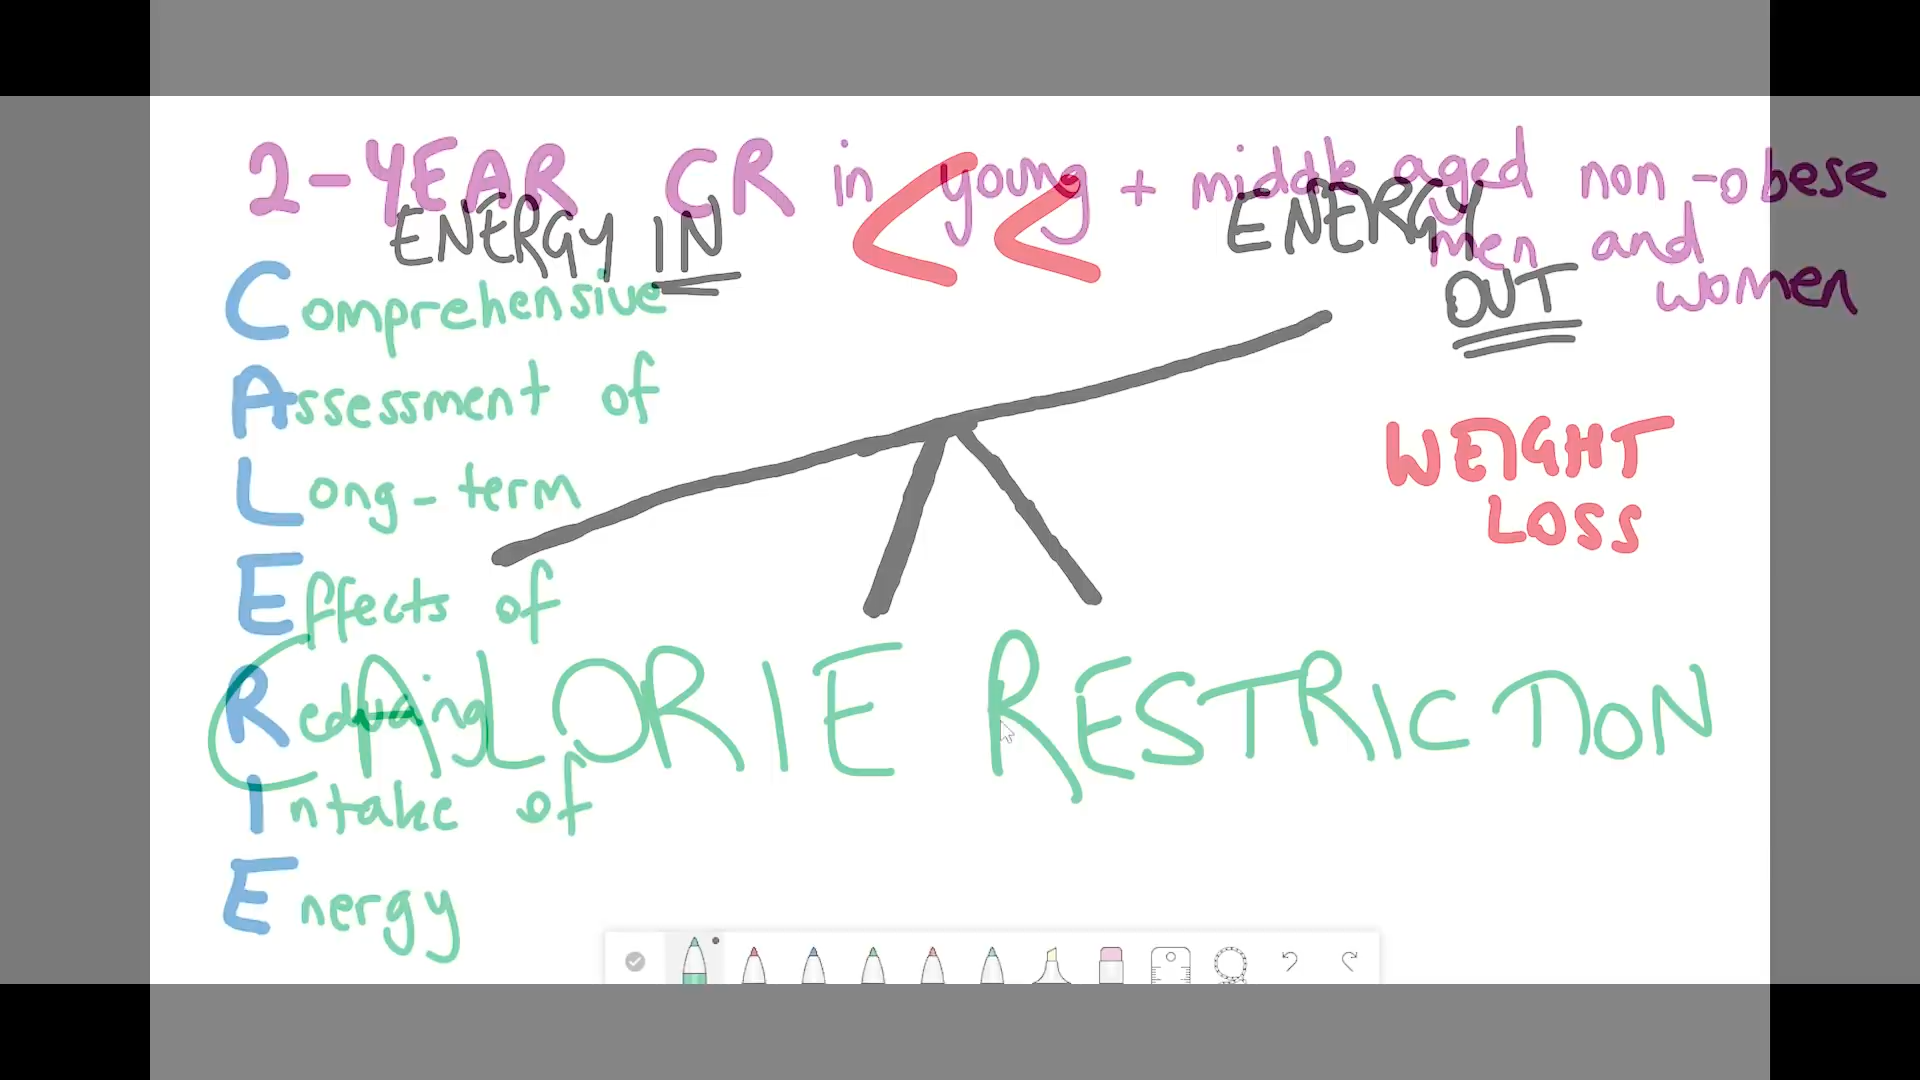 2-YEAR CR in young + middle aged non-obese
men and
women
ENERGY IN << ENERGY
OUT
Comprehensive
Assessment of
Long-term
Effects of
Reducing
Intake of
Energy
WEIGHT
LOSS
CALORIE RESTRICTION